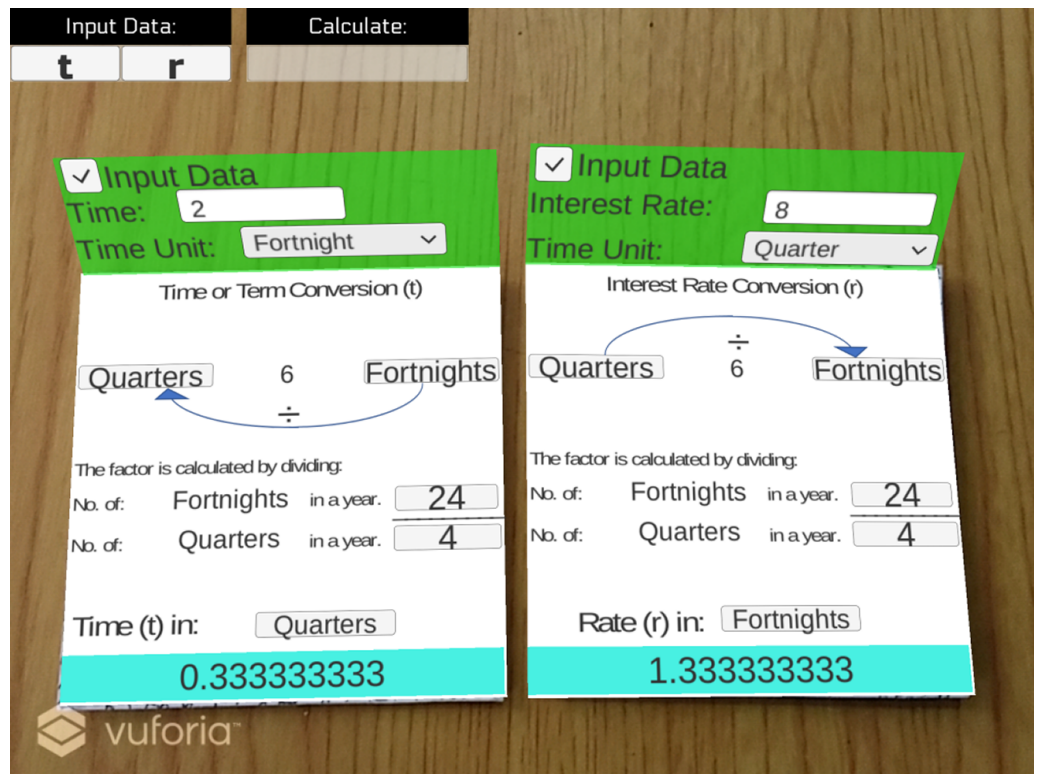 Input Data:
Calculate:
t
r
Input Data
Time: 2
Time Unit: Fortnight
Time or Term Conversion (t)
Quarters 6 Fortnights
÷
The factor is calculated by dividing:
No. of: Fortnights in a year. 24
No. of: Quarters in a year. 4
Time (t) in: Quarters
0.333333333
Input Data
Interest Rate: 8
Time Unit: Quarter
Interest Rate Conversion (r)
÷
Quarters 6 Fortnights
The factor is calculated by dividing:
No. of: Fortnights in a year. 24
No. of: Quarters in a year. 4
Rate (r) in: Fortnights
1.333333333
vuforia™